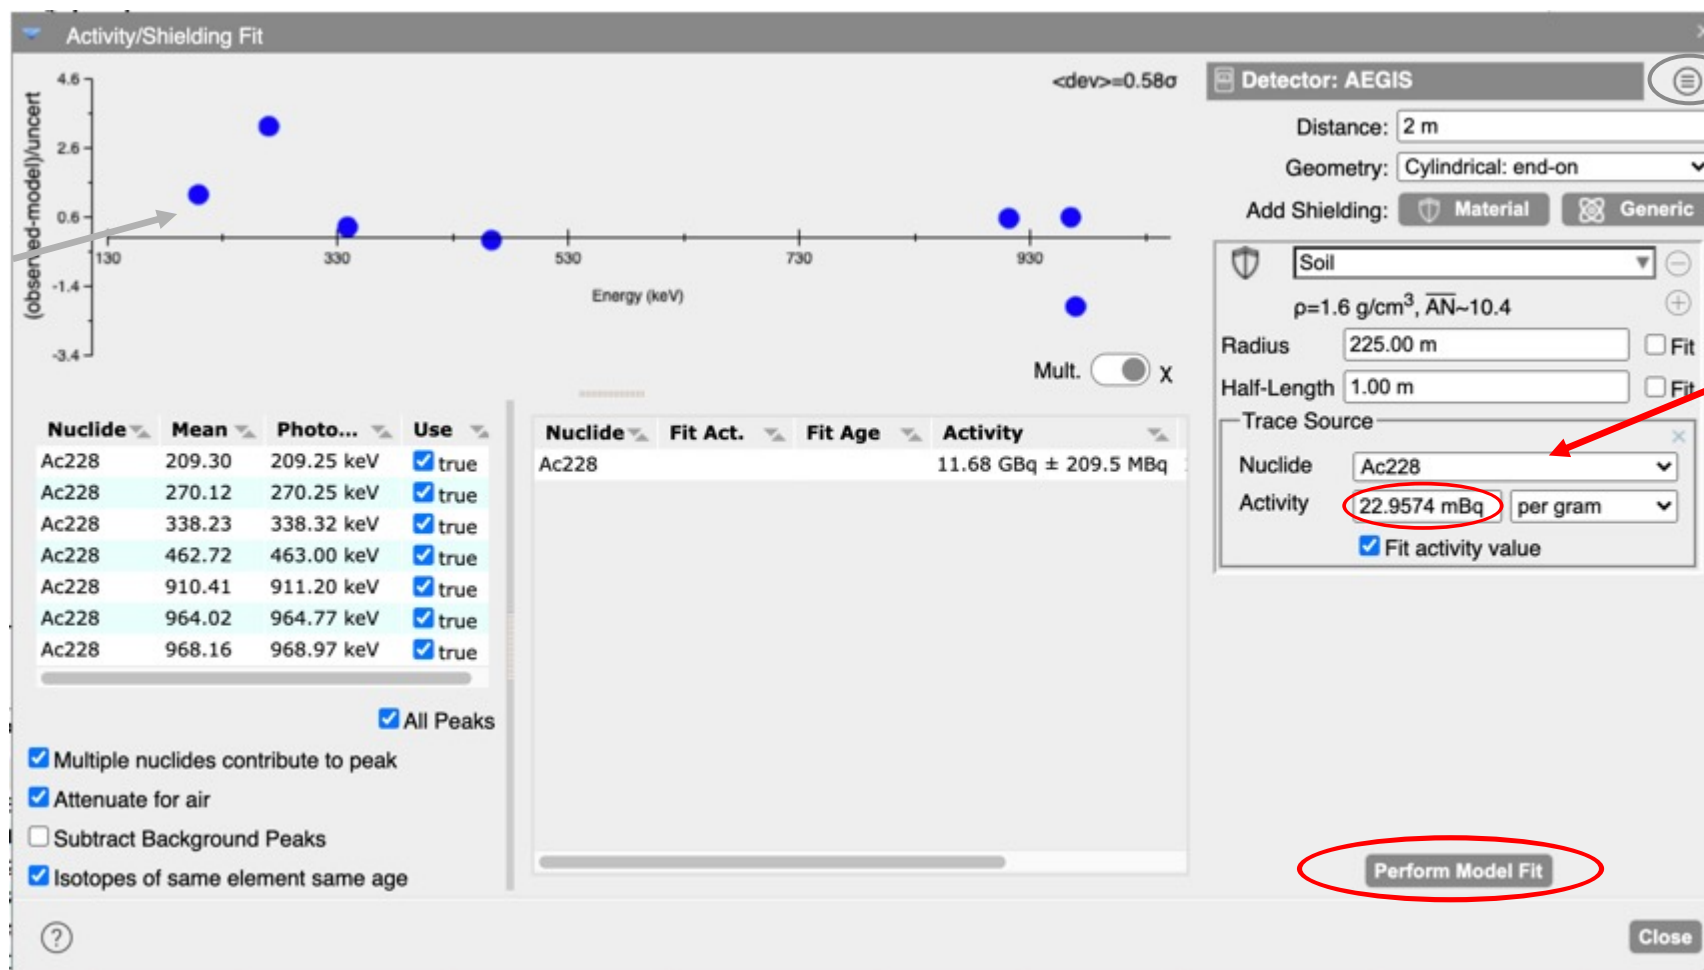 Activity/Shielding Fit
<dev>=0.58σ
(observed-model)/uncert
4.6
2.6
0.6
-1.4
-3.4
130
330
530
730
930
Energy (keV)
Mult.
χ
Nuclide Mean Photo... Use
Ac228 209.30 209.25 keV true
Ac228 270.12 270.25 keV true
Ac228 338.23 338.32 keV true
Ac228 462.72 463.00 keV true
Ac228 910.41 911.20 keV true
Ac228 964.02 964.77 keV true
Ac228 968.16 968.97 keV true
All Peaks
Multiple nuclides contribute to peak
Attenuate for air
Subtract Background Peaks
Isotopes of same element same age
?
Nuclide Fit Act. Fit Age Activity
Ac228 11.68 GBq ± 209.5 MBq
Detector: AEGIS
Distance: 2 m
Geometry: Cylindrical: end-on
Add Shielding: Material Generic
Soil
ρ=1.6 g/cm³, A̅N̅~10.4
Radius 225.00 m Fit
Half-Length 1.00 m Fit
Trace Source
Nuclide Ac228
Activity 22.9574 mBq per gram
Fit activity value
Perform Model Fit
Close